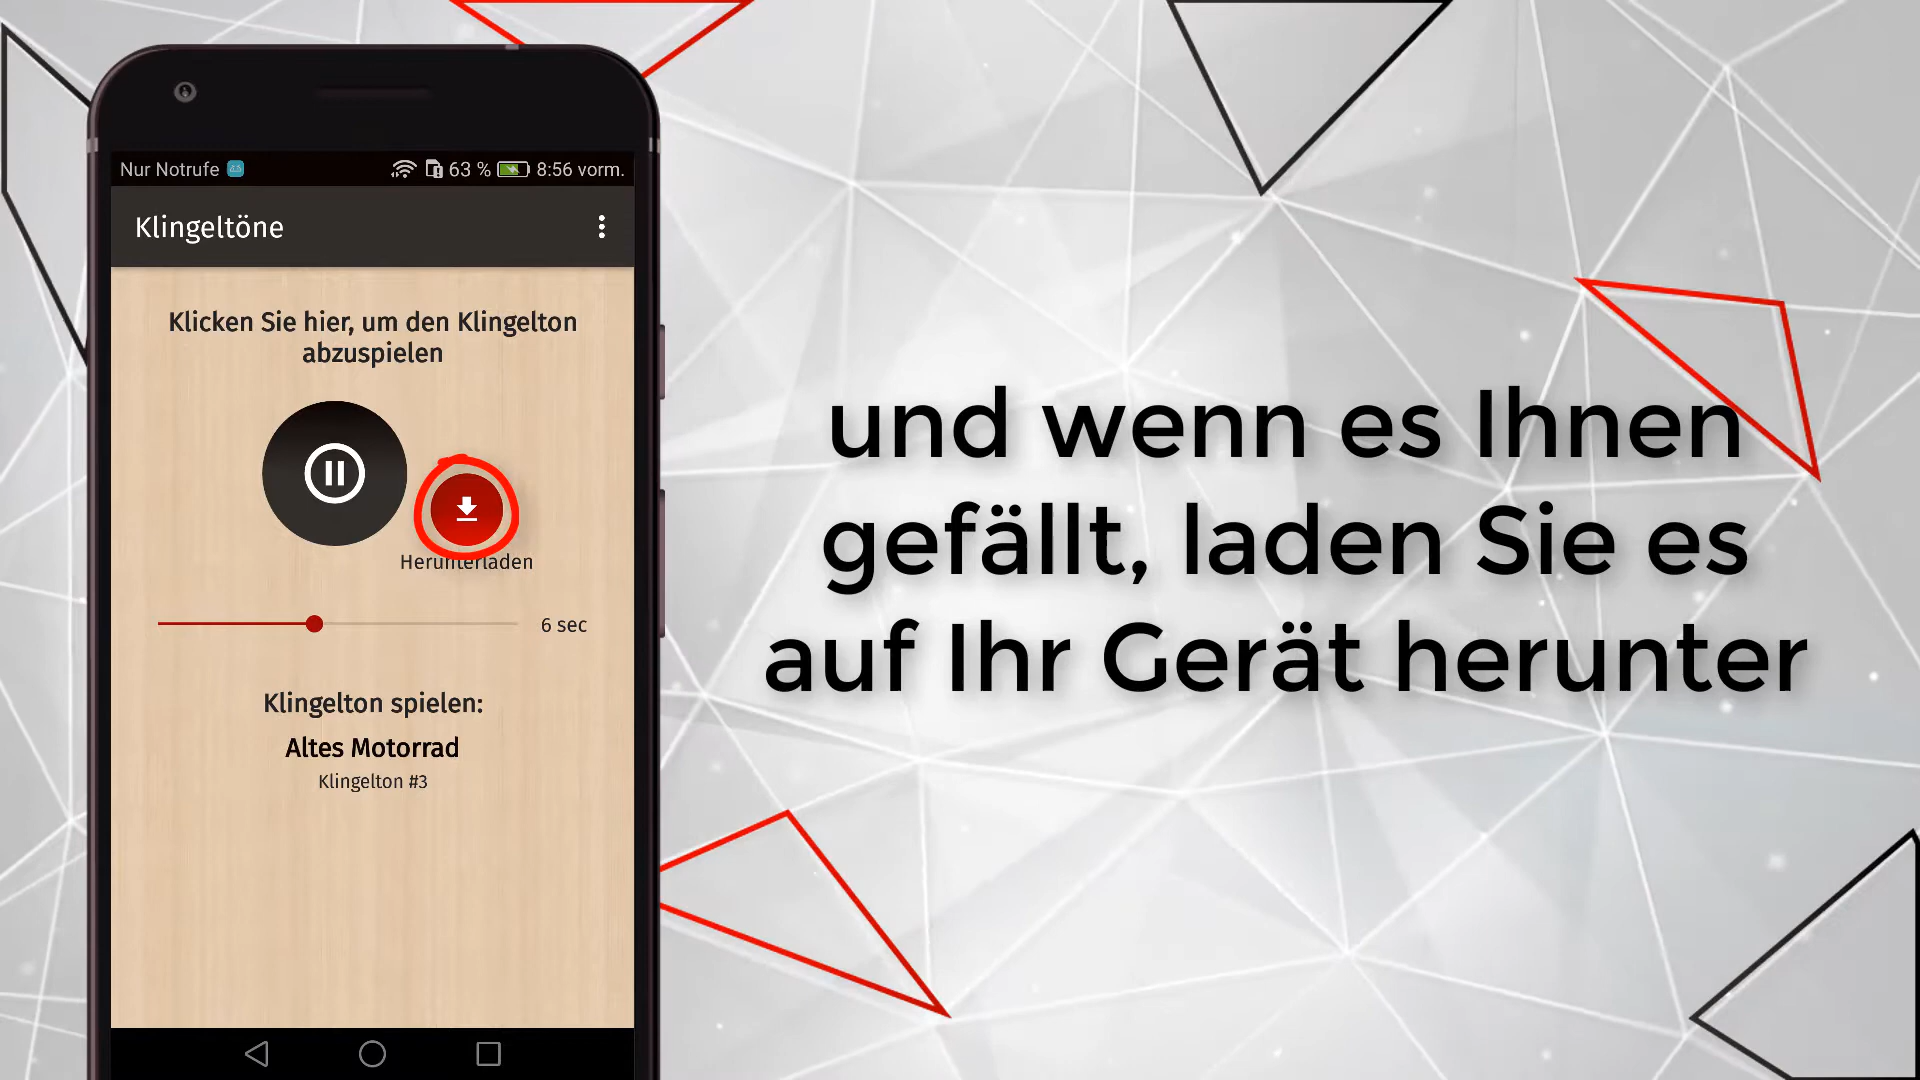 Nur Notrufe 63 % 8:56 vorm.
Klingeltöne
Klicken Sie hier, um den Klingelton
abzuspielen
Herunterladen
6 sec
Klingelton spielen:
Altes Motorrad
Klingelton #3
und wenn es Ihnen
gefällt, laden Sie es
auf Ihr Gerät herunter